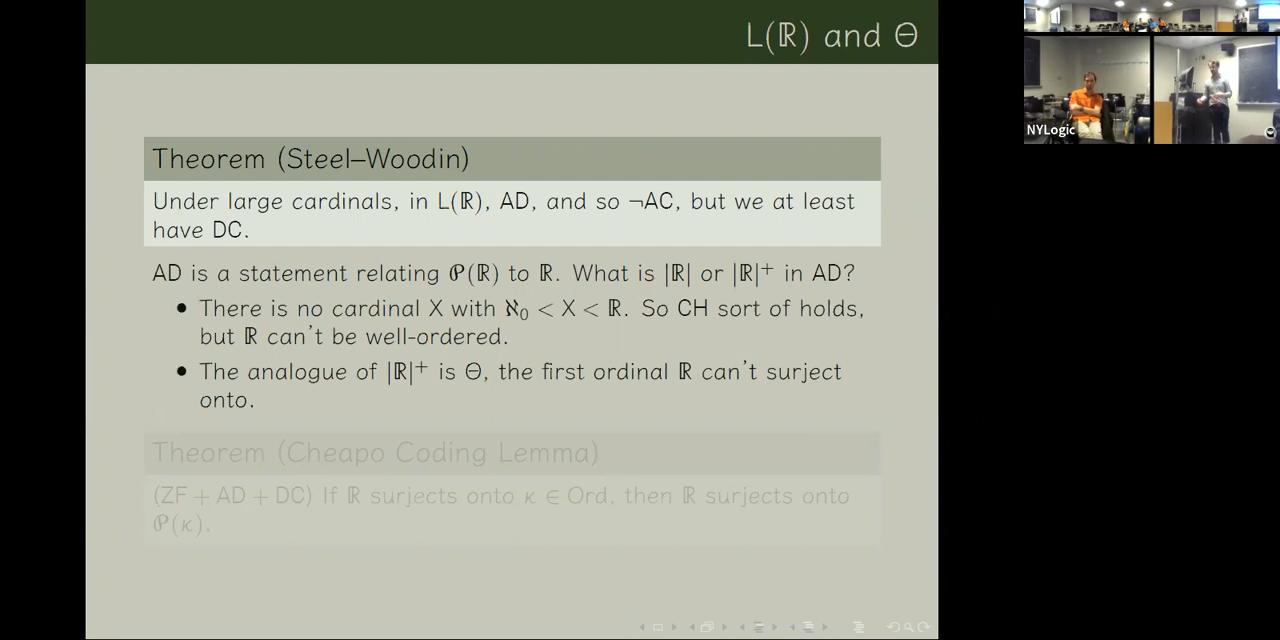 L(ℝ) and Θ
Theorem (Steel–Woodin)
Under large cardinals, in L(ℝ), AD, and so ¬AC, but we at least
have DC.
AD is a statement relating 𝒫(ℝ) to ℝ. What is |ℝ| or |ℝ|⁺ in AD?
• There is no cardinal X with ℵ₀ < X < ℝ. So CH sort of holds,
but ℝ can't be well-ordered.
• The analogue of |ℝ|⁺ is Θ, the first ordinal ℝ can't surject
onto.
Theorem (Cheapo Coding Lemma)
(ZF + AD + DC) If ℝ surjects onto κ ∈ Ord, then ℝ surjects onto
𝒫(κ).
NYLogic